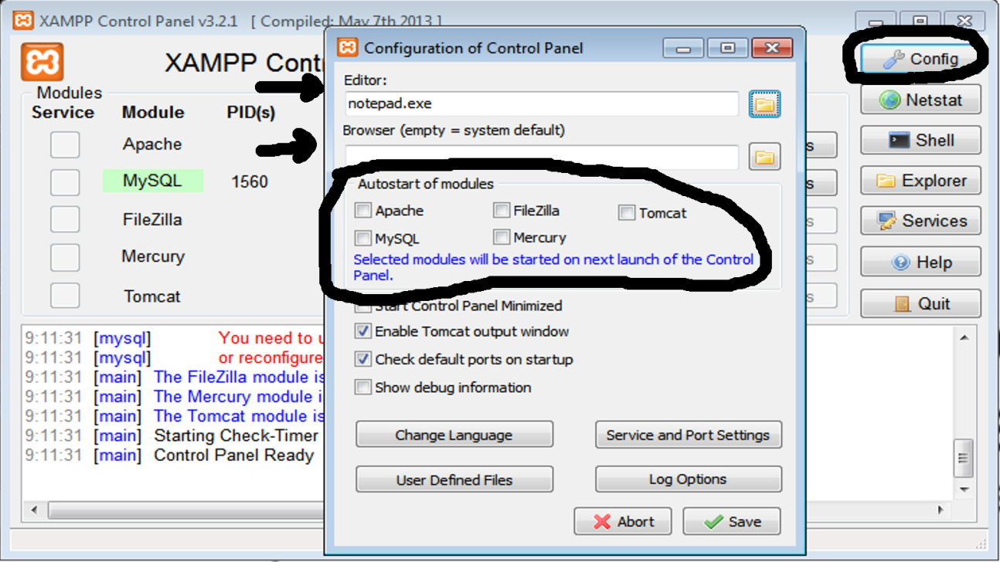 XAMPP Control Panel v3.2.1 [ Compiled: May 7th 2013 ]
XAMPP Cont
Config
Modules
Service Module PID(s)
Apache
MySQL 1560
FileZilla
Mercury
Tomcat
Netstat
Shell
Explorer
Services
Help
Quit
s
s
s
s
s
9:11:31 [mysql] You need to u
9:11:31 [mysql] or reconfigure
9:11:31 [main] The FileZilla module is
9:11:31 [main] The Mercury module i
9:11:31 [main] The Tomcat module is
9:11:31 [main] Starting Check-Timer
9:11:31 [main] Control Panel Ready
Configuration of Control Panel
Editor:
notepad.exe
Browser (empty = system default)
Autostart of modules
Apache FileZilla Tomcat
MySQL Mercury
Selected modules will be started on next launch of the Control
Panel.
Start Control Panel Minimized
Enable Tomcat output window
Check default ports on startup
Show debug information
Change Language Service and Port Settings
User Defined Files Log Options
Abort Save